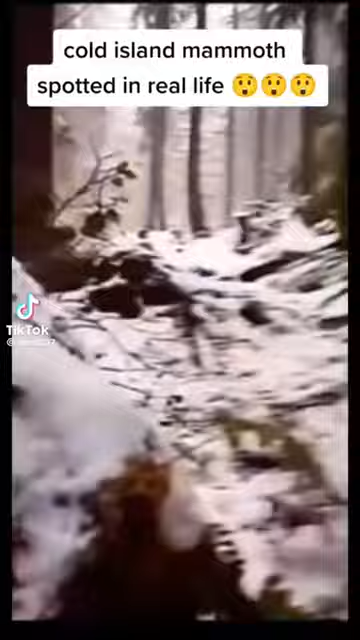 cold island mammoth
spotted in real life 😲😲😲
TikTok